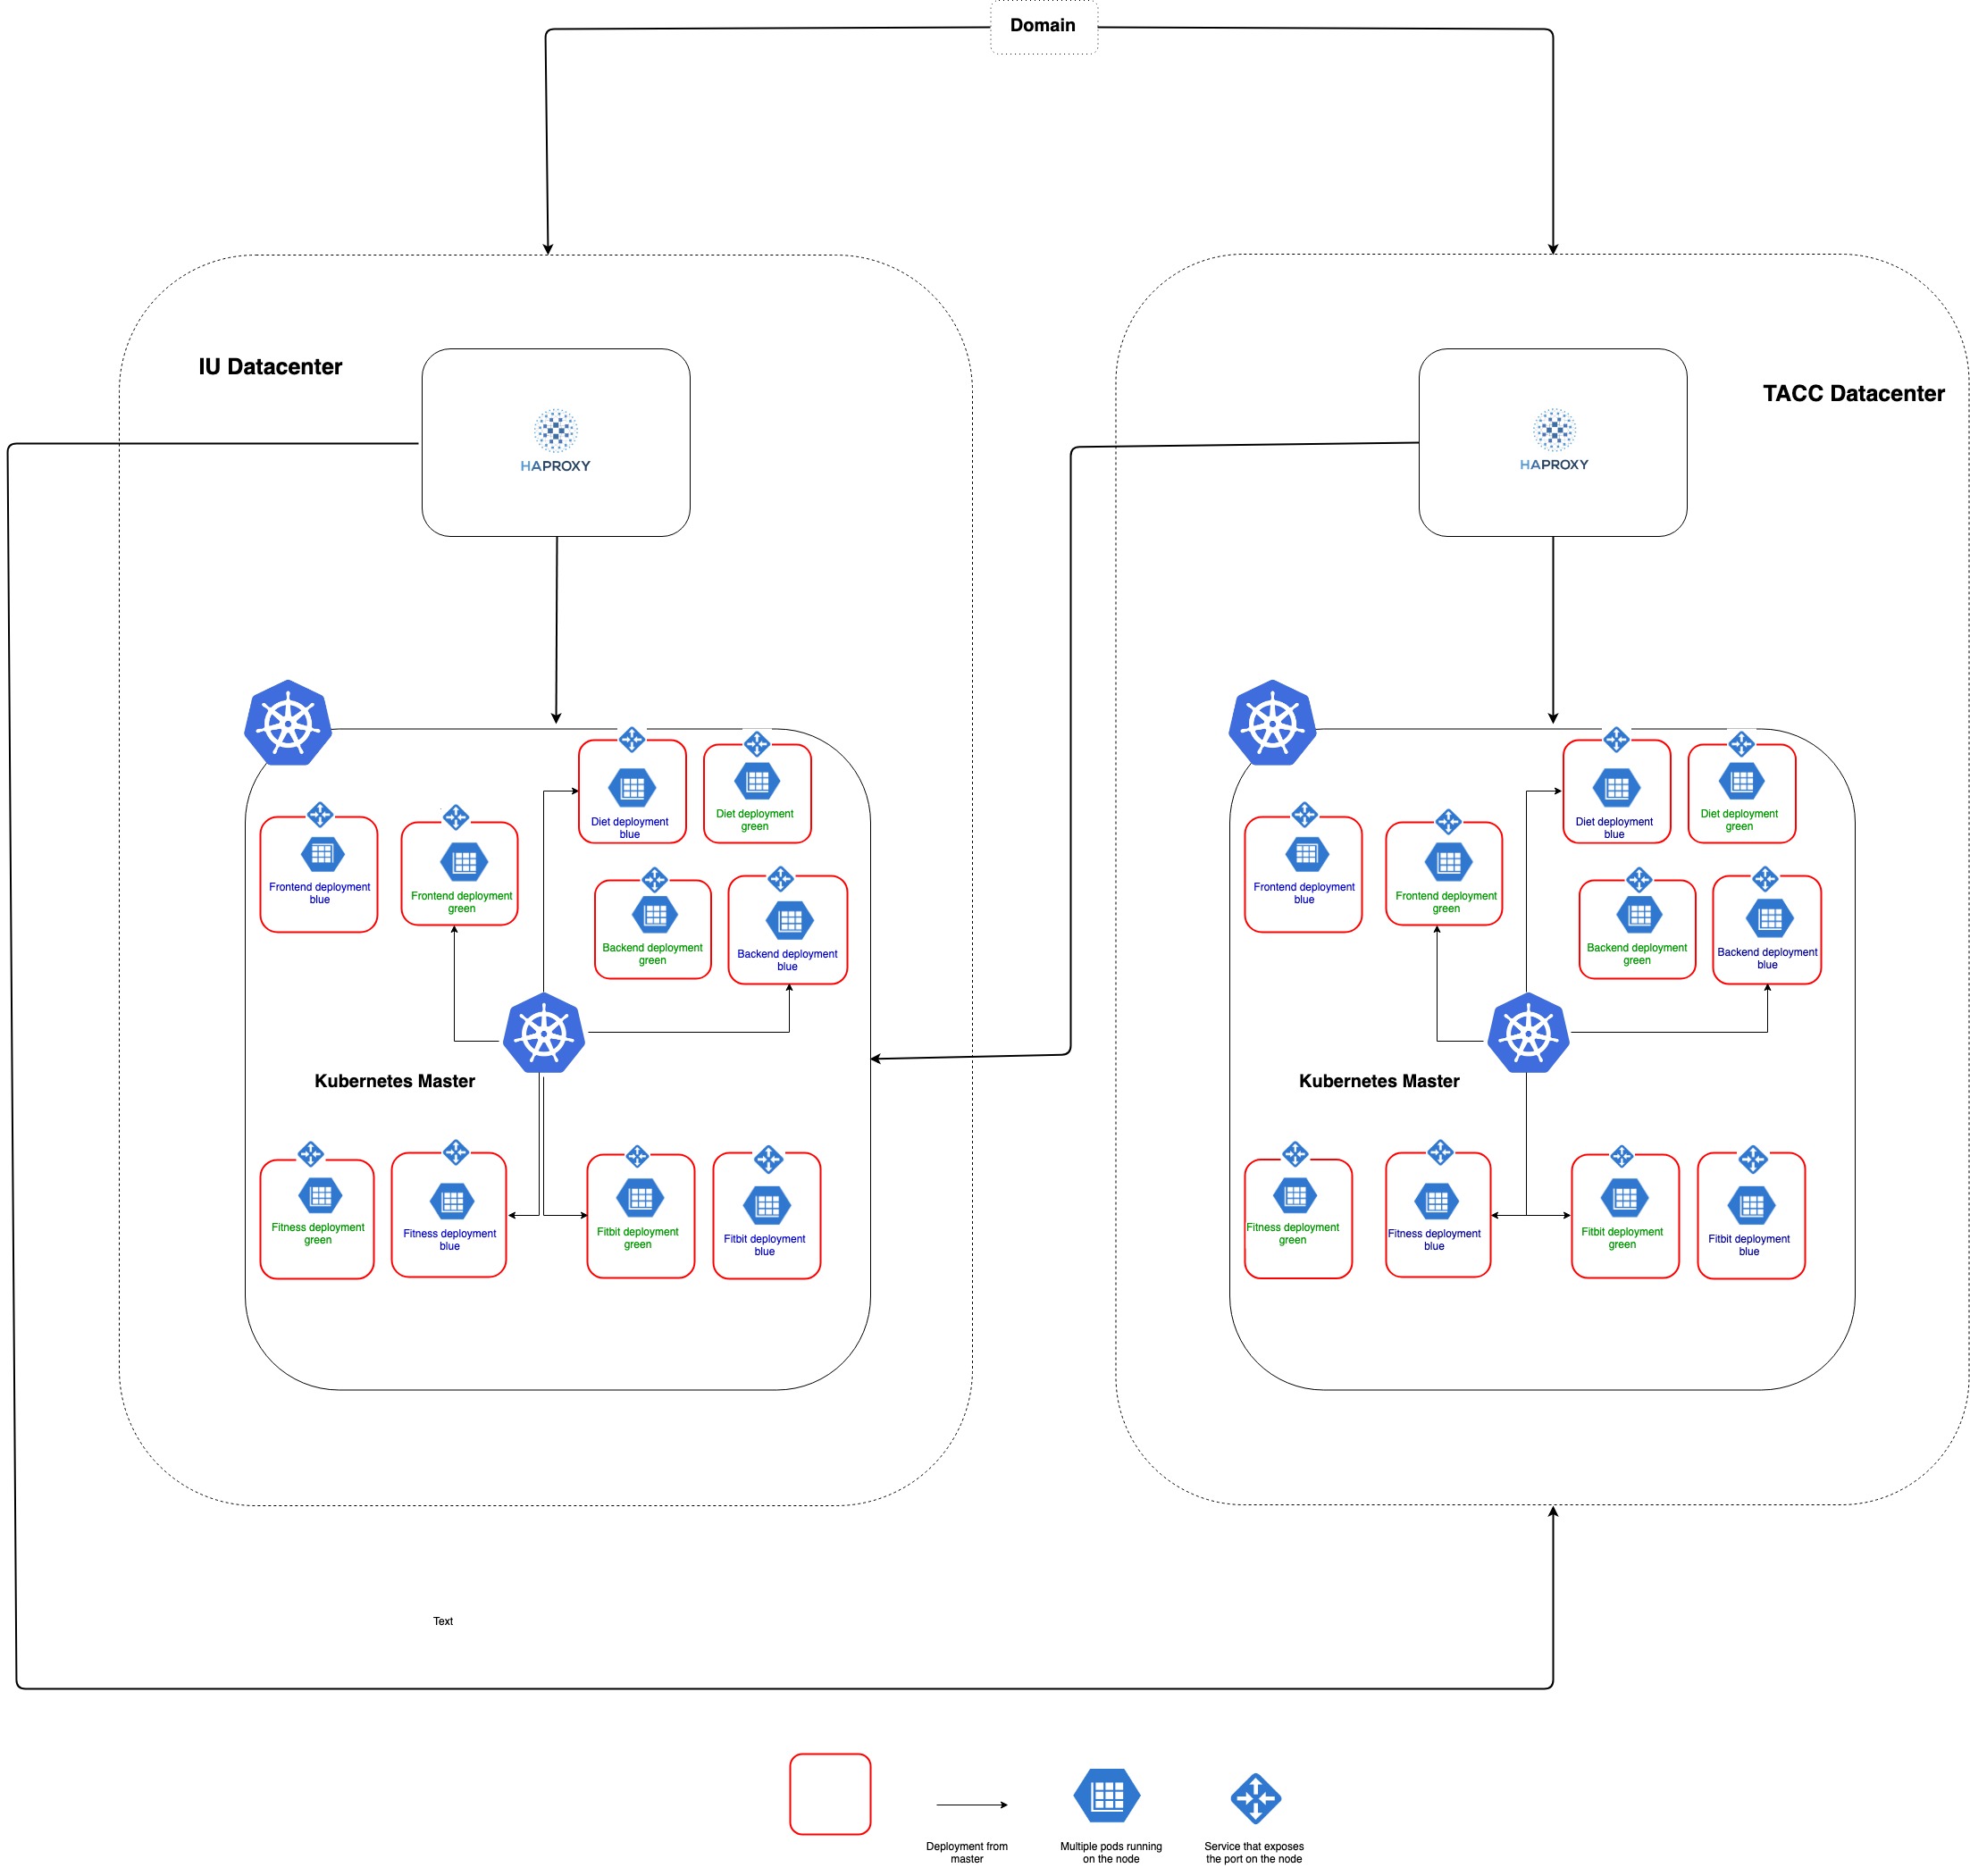 Domain
IU Datacenter
HAPROXY
Diet deployment
blue
Diet deployment
green
Frontend deployment
blue
Frontend deployment
green
Backend deployment
green
Backend deployment
blue
Kubernetes Master
Fitness deployment
green
Fitness deployment
blue
Fitbit deployment
green
Fitbit deployment
blue
TACC Datacenter
HAPROXY
Diet deployment
blue
Diet deployment
green
Frontend deployment
blue
Frontend deployment
green
Backend deployment
green
Backend deployment
blue
Kubernetes Master
Fitness deployment
green
Fitness deployment
blue
Fitbit deployment
green
Fitbit deployment
blue
Text
Deployment from
master
Multiple pods running
on the node
Service that exposes
the port on the node